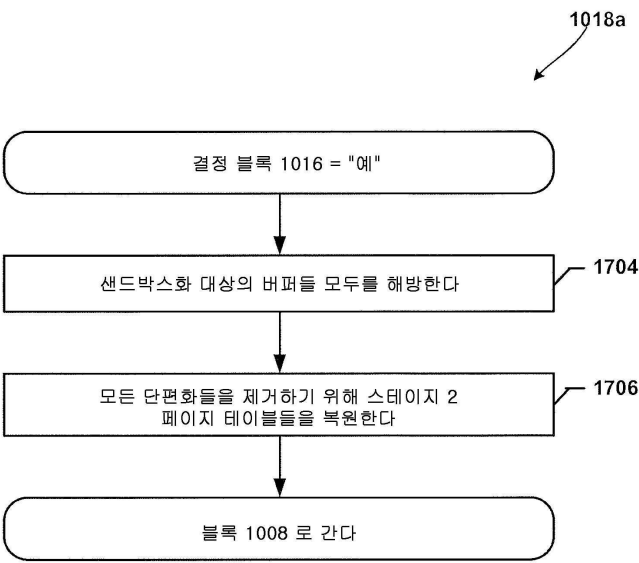 1018a
결정 블록 1016 = "예"
샌드박스화 대상의 버퍼들 모두를 해방한다
1704
모든 단편화들을 제거하기 위해 스테이지 2
페이지 테이블들을 복원한다
1706
블록 1008 로 간다